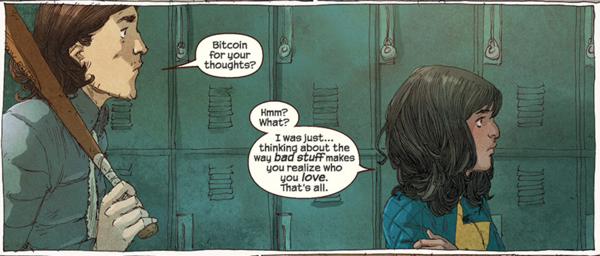 Bitcoin
for your
thoughts?
Hmm?
What?
I was just...
thinking about the
way bad stuff makes
you realize who
you love.
That's all.